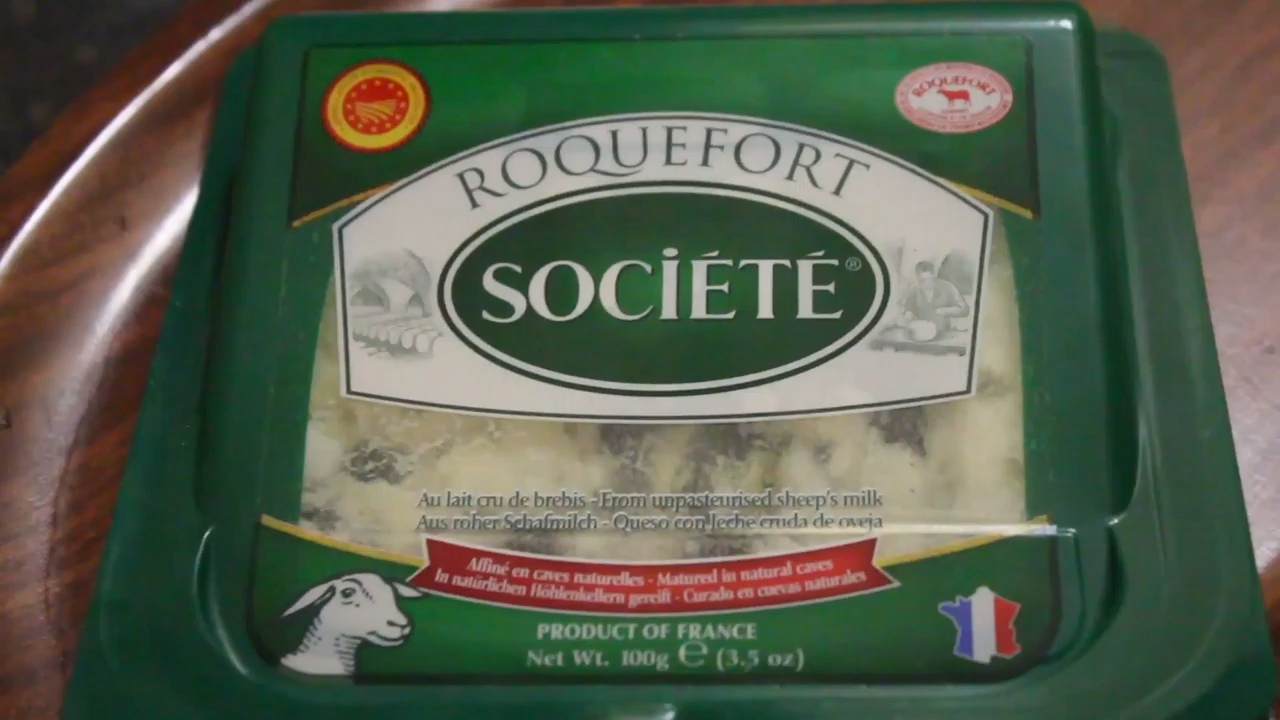 ROQUEFORT
ROQUEFORT
SOCIÉTÉ®
Au lait cru de brebis - From unpasteurised sheep's milk
Aus roher Schafmilch - Queso con leche cruda de oveja
Affiné en caves naturelles - Matured in natural caves
In natürlichen Höhlenkellern gereift - Curado en cuevas naturales
PRODUCT OF FRANCE
Net Wt. 100g e (3.5 oz)